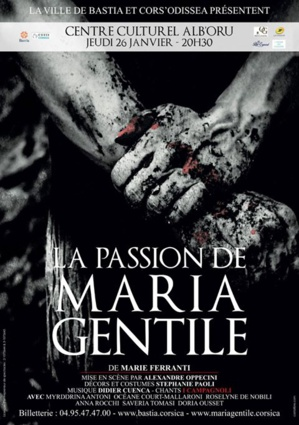 LA VILLE DE BASTIA ET CORS'ODISSEA PRÉSENTENT
CENTRE CULTUREL ALB'ORU
JEUDI 26 JANVIER - 20H30
LA PASSION DE
MARIA
GENTILE
DE MARIE FERRANTI
MISE EN SCÈNE PAR ALEXANDRE OPPECINI
DÉCORS ET COSTUMES STEPHANIE PAOLI
MUSIQUE DIDIER CUENCA - CHANTS I CAMPAGNOLI
AVEC MYRIDDRINA ANTONI OCÉANE COURT-MALLARONI ROSELYNE DE NOBILI
ANNA ROCCHI SAVERIA TOMASI DORIA OUSSET
Billetterie : 04.95.47.47.00 - www.bastia.corsica - www.mariagentile.corsica